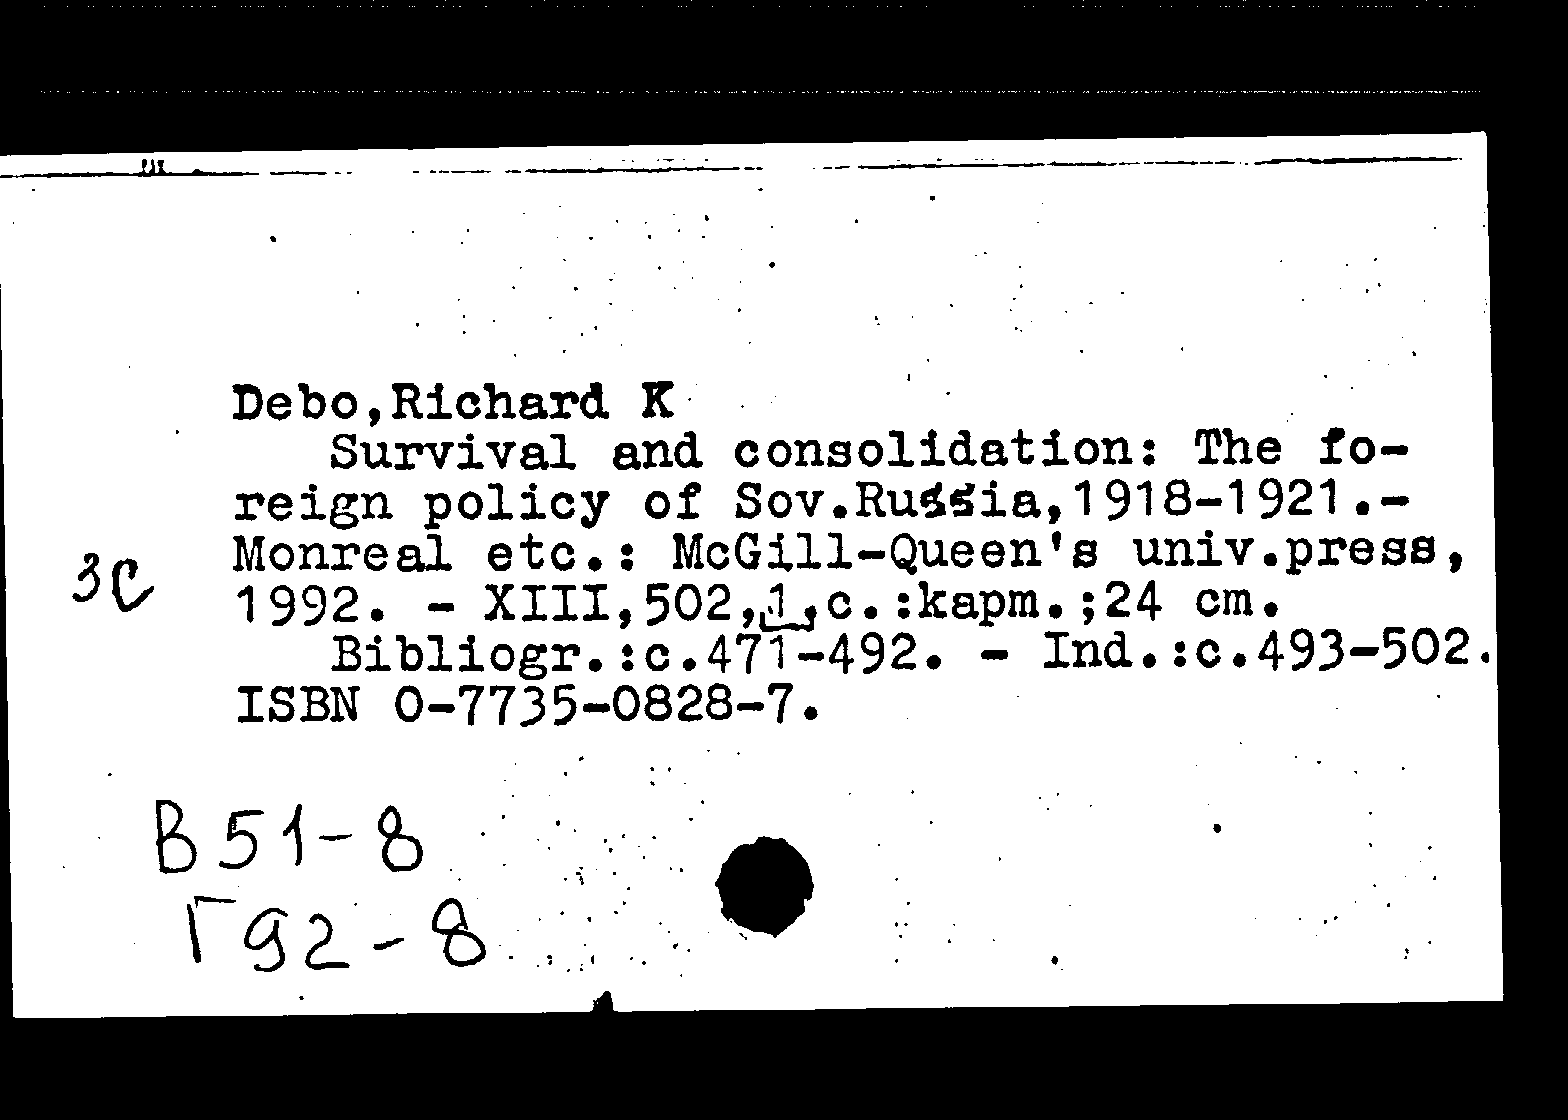 Debo,Richard K
Survival and consolidation: The fo-
reign policy of Sov.Russia,1918-1921.-
Monreal etc.: McGill-Queen's univ.press,
3С 1992. - XIII,502,1,c.:kapm.;24 cm.
Bibliogr.:c.471-492. - Ind.:c.493-502.
ISBN 0-7735-0828-7.
В51-8
Г92-8